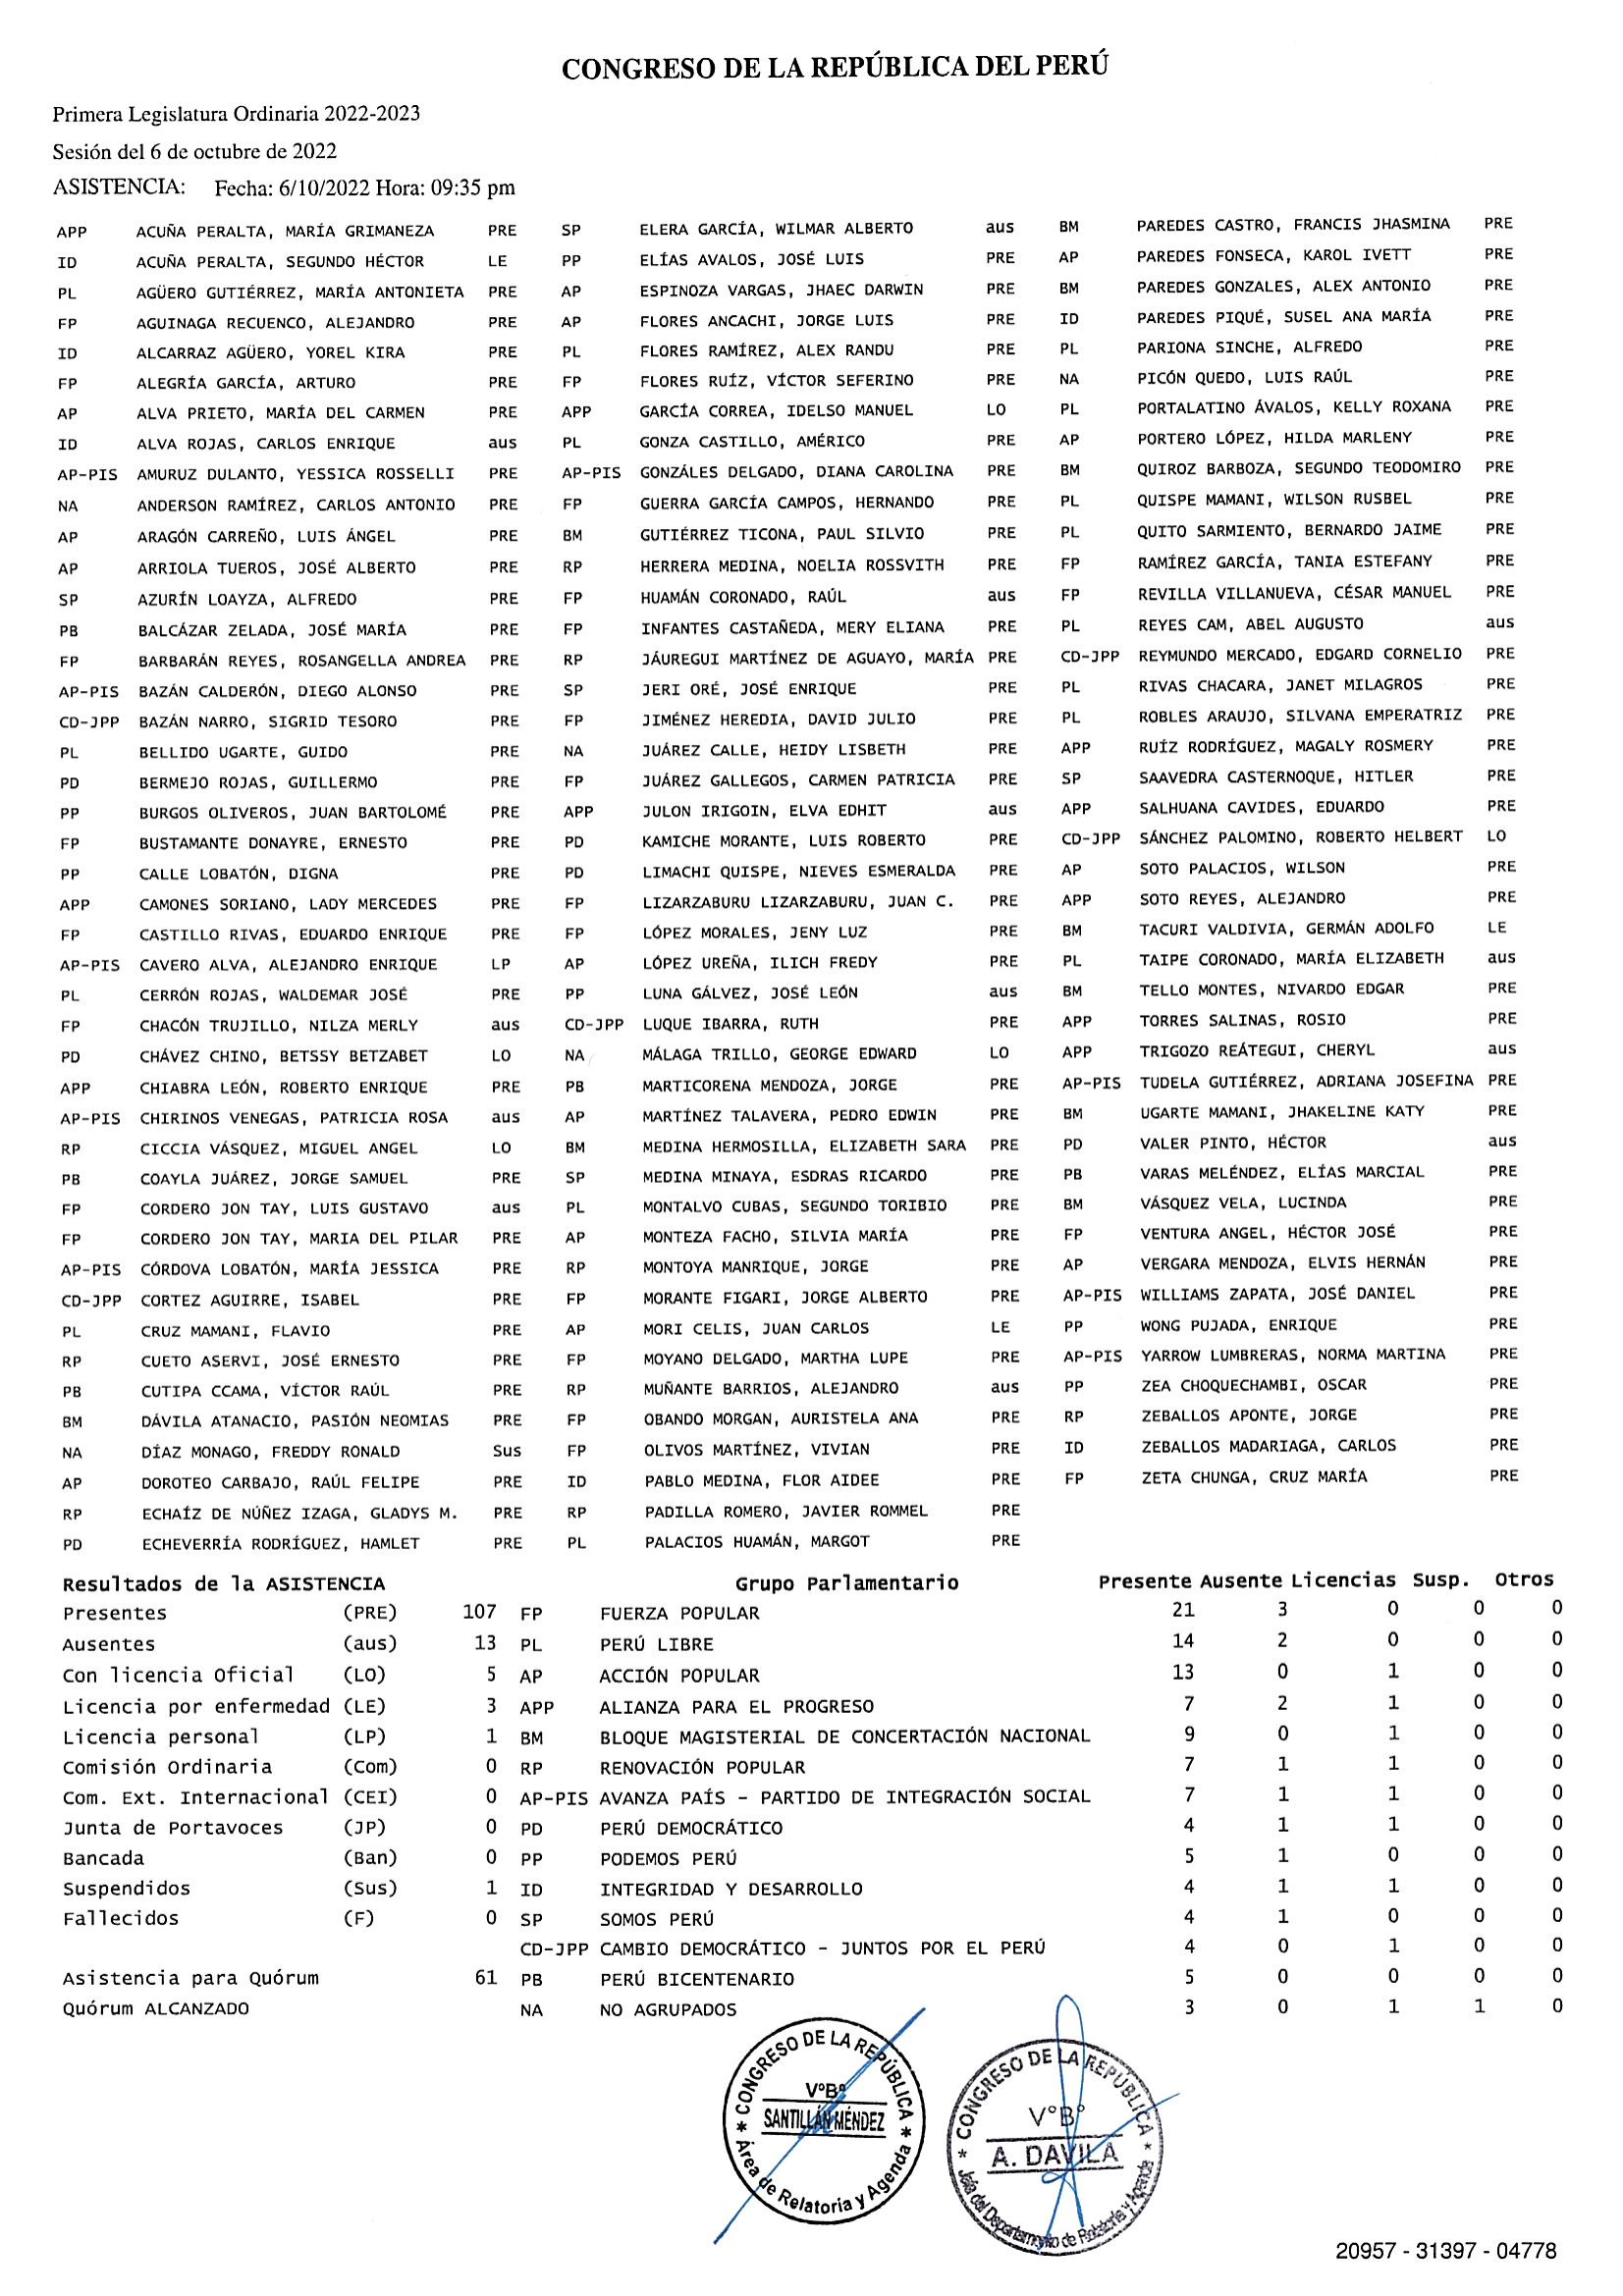 CONGRESO DE LA REPÚBLICA DEL PERÚ
Primera Legislatura Ordinaria 2022-2023
Sesión del 6 de octubre de 2022
ASISTENCIA: Fecha: 6/10/2022 Hora: 09:35 pm
APP ACUÑA PERALTA, MARÍA GRIMANEZA PRE SP ELERA GARCÍA, WILMAR ALBERTO aus BM PAREDES CASTRO, FRANCIS JHASMINA PRE
ID ACUÑA PERALTA, SEGUNDO HÉCTOR LE PP ELÍAS AVALOS, JOSÉ LUIS PRE AP PAREDES FONSECA, KAROL IVETT PRE
PL AGÜERO GUTIÉRREZ, MARÍA ANTONIETA PRE AP ESPINOZA VARGAS, JHAEC DARWIN PRE BM PAREDES GONZALES, ALEX ANTONIO PRE
FP AGUINAGA RECUENCO, ALEJANDRO PRE AP FLORES ANCACHI, JORGE LUIS PRE ID PAREDES PIQUÉ, SUSEL ANA MARÍA PRE
ID ALCARRAZ AGÜERO, YOREL KIRA PRE PL FLORES RAMÍREZ, ALEX RANDU PRE PL PARIONA SINCHE, ALFREDO PRE
FP ALEGRÍA GARCÍA, ARTURO PRE FP FLORES RUÍZ, VÍCTOR SEFERINO PRE NA PICÓN QUEDO, LUIS RAÚL PRE
AP ALVA PRIETO, MARÍA DEL CARMEN PRE APP GARCÍA CORREA, IDELSO MANUEL LO PL PORTALATINO ÁVALOS, KELLY ROXANA PRE
ID ALVA ROJAS, CARLOS ENRIQUE aus PL GONZA CASTILLO, AMÉRICO PRE AP PORTERO LÓPEZ, HILDA MARLENY PRE
AP-PIS AMURUZ DULANTO, YESSICA ROSSELLI PRE AP-PIS GONZÁLES DELGADO, DIANA CAROLINA PRE BM QUIROZ BARBOZA, SEGUNDO TEODOMIRO PRE
NA ANDERSON RAMÍREZ, CARLOS ANTONIO PRE FP GUERRA GARCÍA CAMPOS, HERNANDO PRE PL QUISPE MAMANI, WILSON RUSBEL PRE
AP ARAGÓN CARREÑO, LUIS ÁNGEL PRE BM GUTIÉRREZ TICONA, PAUL SILVIO PRE PL QUITO SARMIENTO, BERNARDO JAIME PRE
AP ARRIOLA TUEROS, JOSÉ ALBERTO PRE RP HERRERA MEDINA, NOELIA ROSSVITH PRE FP RAMÍREZ GARCÍA, TANIA ESTEFANY PRE
SP AZURÍN LOAYZA, ALFREDO PRE FP HUAMÁN CORONADO, RAÚL aus FP REVILLA VILLANUEVA, CÉSAR MANUEL PRE
PB BALCÁZAR ZELADA, JOSÉ MARÍA PRE FP INFANTES CASTAÑEDA, MERY ELIANA PRE PL REYES CAM, ABEL AUGUSTO aus
FP BARBARÁN REYES, ROSANGELLA ANDREA PRE RP JÁUREGUI MARTÍNEZ DE AGUAYO, MARÍA PRE CD-JPP REYMUNDO MERCADO, EDGARD CORNELIO PRE
AP-PIS BAZÁN CALDERÓN, DIEGO ALONSO PRE SP JERI ORÉ, JOSÉ ENRIQUE PRE PL RIVAS CHACARA, JANET MILAGROS PRE
CD-JPP BAZÁN NARRO, SIGRID TESORO PRE FP JIMÉNEZ HEREDIA, DAVID JULIO PRE PL ROBLES ARAUJO, SILVANA EMPERATRIZ PRE
PL BELLIDO UGARTE, GUIDO PRE NA JUÁREZ CALLE, HEIDY LISBETH PRE APP RUÍZ RODRÍGUEZ, MAGALY ROSMERY PRE
PD BERMEJO ROJAS, GUILLERMO PRE FP JUÁREZ GALLEGOS, CARMEN PATRICIA PRE SP SAAVEDRA CASTERNOQUE, HITLER PRE
PP BURGOS OLIVEROS, JUAN BARTOLOMÉ PRE APP JULON IRIGOIN, ELVA EDHIT aus APP SALHUANA CAVIDES, EDUARDO PRE
FP BUSTAMANTE DONAYRE, ERNESTO PRE PD KAMICHE MORANTE, LUIS ROBERTO PRE CD-JPP SÁNCHEZ PALOMINO, ROBERTO HELBERT LO
PP CALLE LOBATÓN, DIGNA PRE PD LIMACHI QUISPE, NIEVES ESMERALDA PRE AP SOTO PALACIOS, WILSON PRE
APP CAMONES SORIANO, LADY MERCEDES PRE FP LIZARZABURU LIZARZABURU, JUAN C. PRE APP SOTO REYES, ALEJANDRO PRE
FP CASTILLO RIVAS, EDUARDO ENRIQUE PRE FP LÓPEZ MORALES, JENY LUZ PRE BM TACURI VALDIVIA, GERMÁN ADOLFO LE
AP-PIS CAVERO ALVA, ALEJANDRO ENRIQUE LP AP LÓPEZ UREÑA, ILICH FREDY PRE PL TAIPE CORONADO, MARÍA ELIZABETH aus
PL CERRÓN ROJAS, WALDEMAR JOSÉ PRE PP LUNA GÁLVEZ, JOSÉ LEÓN aus BM TELLO MONTES, NIVARDO EDGAR PRE
FP CHACÓN TRUJILLO, NILZA MERLY aus CD-JPP LUQUE IBARRA, RUTH PRE APP TORRES SALINAS, ROSIO PRE
PD CHÁVEZ CHINO, BETSSY BETZABET LO NA MÁLAGA TRILLO, GEORGE EDWARD LO APP TRIGOZO REÁTEGUI, CHERYL aus
APP CHIABRA LEÓN, ROBERTO ENRIQUE PRE PB MARTICORENA MENDOZA, JORGE PRE AP-PIS TUDELA GUTIÉRREZ, ADRIANA JOSEFINA PRE
AP-PIS CHIRINOS VENEGAS, PATRICIA ROSA aus AP MARTÍNEZ TALAVERA, PEDRO EDWIN PRE BM UGARTE MAMANI, JHAKELINE KATY PRE
RP CICCIA VÁSQUEZ, MIGUEL ANGEL LO BM MEDINA HERMOSILLA, ELIZABETH SARA PRE PD VALER PINTO, HÉCTOR aus
PB COAYLA JUÁREZ, JORGE SAMUEL PRE SP MEDINA MINAYA, ESDRAS RICARDO PRE PB VARAS MELÉNDEZ, ELÍAS MARCIAL PRE
FP CORDERO JON TAY, LUIS GUSTAVO aus PL MONTALVO CUBAS, SEGUNDO TORIBIO PRE BM VÁSQUEZ VELA, LUCINDA PRE
FP CORDERO JON TAY, MARIA DEL PILAR PRE AP MONTEZA FACHO, SILVIA MARÍA PRE FP VENTURA ANGEL, HÉCTOR JOSÉ PRE
AP-PIS CÓRDOVA LOBATÓN, MARÍA JESSICA PRE RP MONTOYA MANRIQUE, JORGE PRE AP VERGARA MENDOZA, ELVIS HERNÁN PRE
CD-JPP CORTEZ AGUIRRE, ISABEL PRE FP MORANTE FIGARI, JORGE ALBERTO PRE AP-PIS WILLIAMS ZAPATA, JOSÉ DANIEL PRE
PL CRUZ MAMANI, FLAVIO PRE AP MORI CELIS, JUAN CARLOS LE PP WONG PUJADA, ENRIQUE PRE
RP CUETO ASERVI, JOSÉ ERNESTO PRE FP MOYANO DELGADO, MARTHA LUPE PRE AP-PIS YARROW LUMBRERAS, NORMA MARTINA PRE
PB CUTIPA CCAMA, VÍCTOR RAÚL PRE RP MUÑANTE BARRIOS, ALEJANDRO aus PP ZEA CHOQUECHAMBI, OSCAR PRE
BM DÁVILA ATANACIO, PASIÓN NEOMIAS PRE FP OBANDO MORGAN, AURISTELA ANA PRE RP ZEBALLOS APONTE, JORGE PRE
NA DÍAZ MONAGO, FREDDY RONALD Sus FP OLIVOS MARTÍNEZ, VIVIAN PRE ID ZEBALLOS MADARIAGA, CARLOS PRE
AP DOROTEO CARBAJO, RAÚL FELIPE PRE ID PABLO MEDINA, FLOR AIDEE PRE FP ZETA CHUNGA, CRUZ MARÍA PRE
RP ECHAÍZ DE NÚÑEZ IZAGA, GLADYS M. PRE RP PADILLA ROMERO, JAVIER ROMMEL PRE
PD ECHEVERRÍA RODRÍGUEZ, HAMLET PRE PL PALACIOS HUAMÁN, MARGOT PRE
Resultados de la ASISTENCIA Grupo Parlamentario Presente Ausente Licencias Susp. Otros
Presentes (PRE) 107 FP FUERZA POPULAR 21 3 0 0 0
Ausentes (aus) 13 PL PERÚ LIBRE 14 2 0 0 0
Con licencia Oficial (LO) 5 AP ACCIÓN POPULAR 13 0 1 0 0
Licencia por enfermedad (LE) 3 APP ALIANZA PARA EL PROGRESO 7 2 1 0 0
Licencia personal (LP) 1 BM BLOQUE MAGISTERIAL DE CONCERTACIÓN NACIONAL 9 0 1 0 0
Comisión Ordinaria (Com) 0 RP RENOVACIÓN POPULAR 7 1 1 0 0
Com. Ext. Internacional (CEI) 0 AP-PIS AVANZA PAÍS - PARTIDO DE INTEGRACIÓN SOCIAL 7 1 1 0 0
Junta de Portavoces (JP) 0 PD PERÚ DEMOCRÁTICO 4 1 1 0 0
Bancada (Ban) 0 PP PODEMOS PERÚ 5 1 0 0 0
Suspendidos (Sus) 1 ID INTEGRIDAD Y DESARROLLO 4 1 1 0 0
Fallecidos (F) 0 SP SOMOS PERÚ 4 1 0 0 0
CD-JPP CAMBIO DEMOCRÁTICO - JUNTOS POR EL PERÚ 4 0 1 0 0
Asistencia para Quórum 61 PB PERÚ BICENTENARIO 5 0 0 0 0
Quórum ALCANZADO NA NO AGRUPADOS 3 0 1 1 0
* CONGRESO DE LA REPÚBLICA *
V°B°
SANTILLÁN MÉNDEZ
Área de Relatoría y Agenda
* CONGRESO DE LA REPÚBLICA *
V°B°
A. DAVILA
Jefa del Departamento de Relatoría y Agenda
20957 - 31397 - 04778